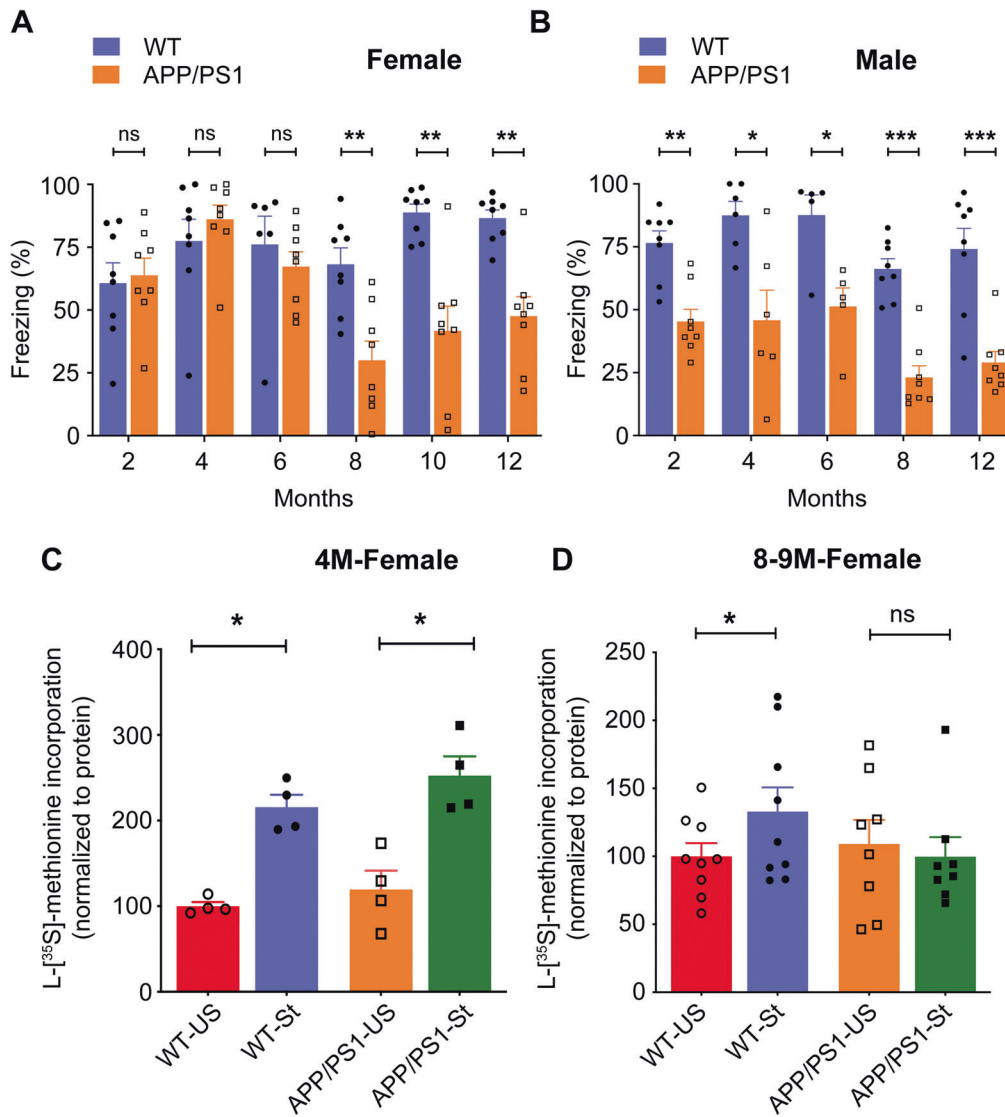 A
WT
APP/PS1
Female
ns
ns
ns
**
**
**
Freezing (%)
100
75
50
25
0
2
4
6
8
10
12
Months
B
WT
APP/PS1
Male
**
*
*
***
***
Freezing (%)
100
75
50
25
0
2
4
6
8
12
Months
C
4M-Female
*
*
L-[³⁵S]-methionine incorporation
(normalized to protein)
400
300
200
100
0
WT-US
WT-St
APP/PS1-US
APP/PS1-St
D
8-9M-Female
*
ns
L-[³⁵S]-methionine incorporation
(normalized to protein)
250
200
150
100
50
0
WT-US
WT-St
APP/PS1-US
APP/PS1-St